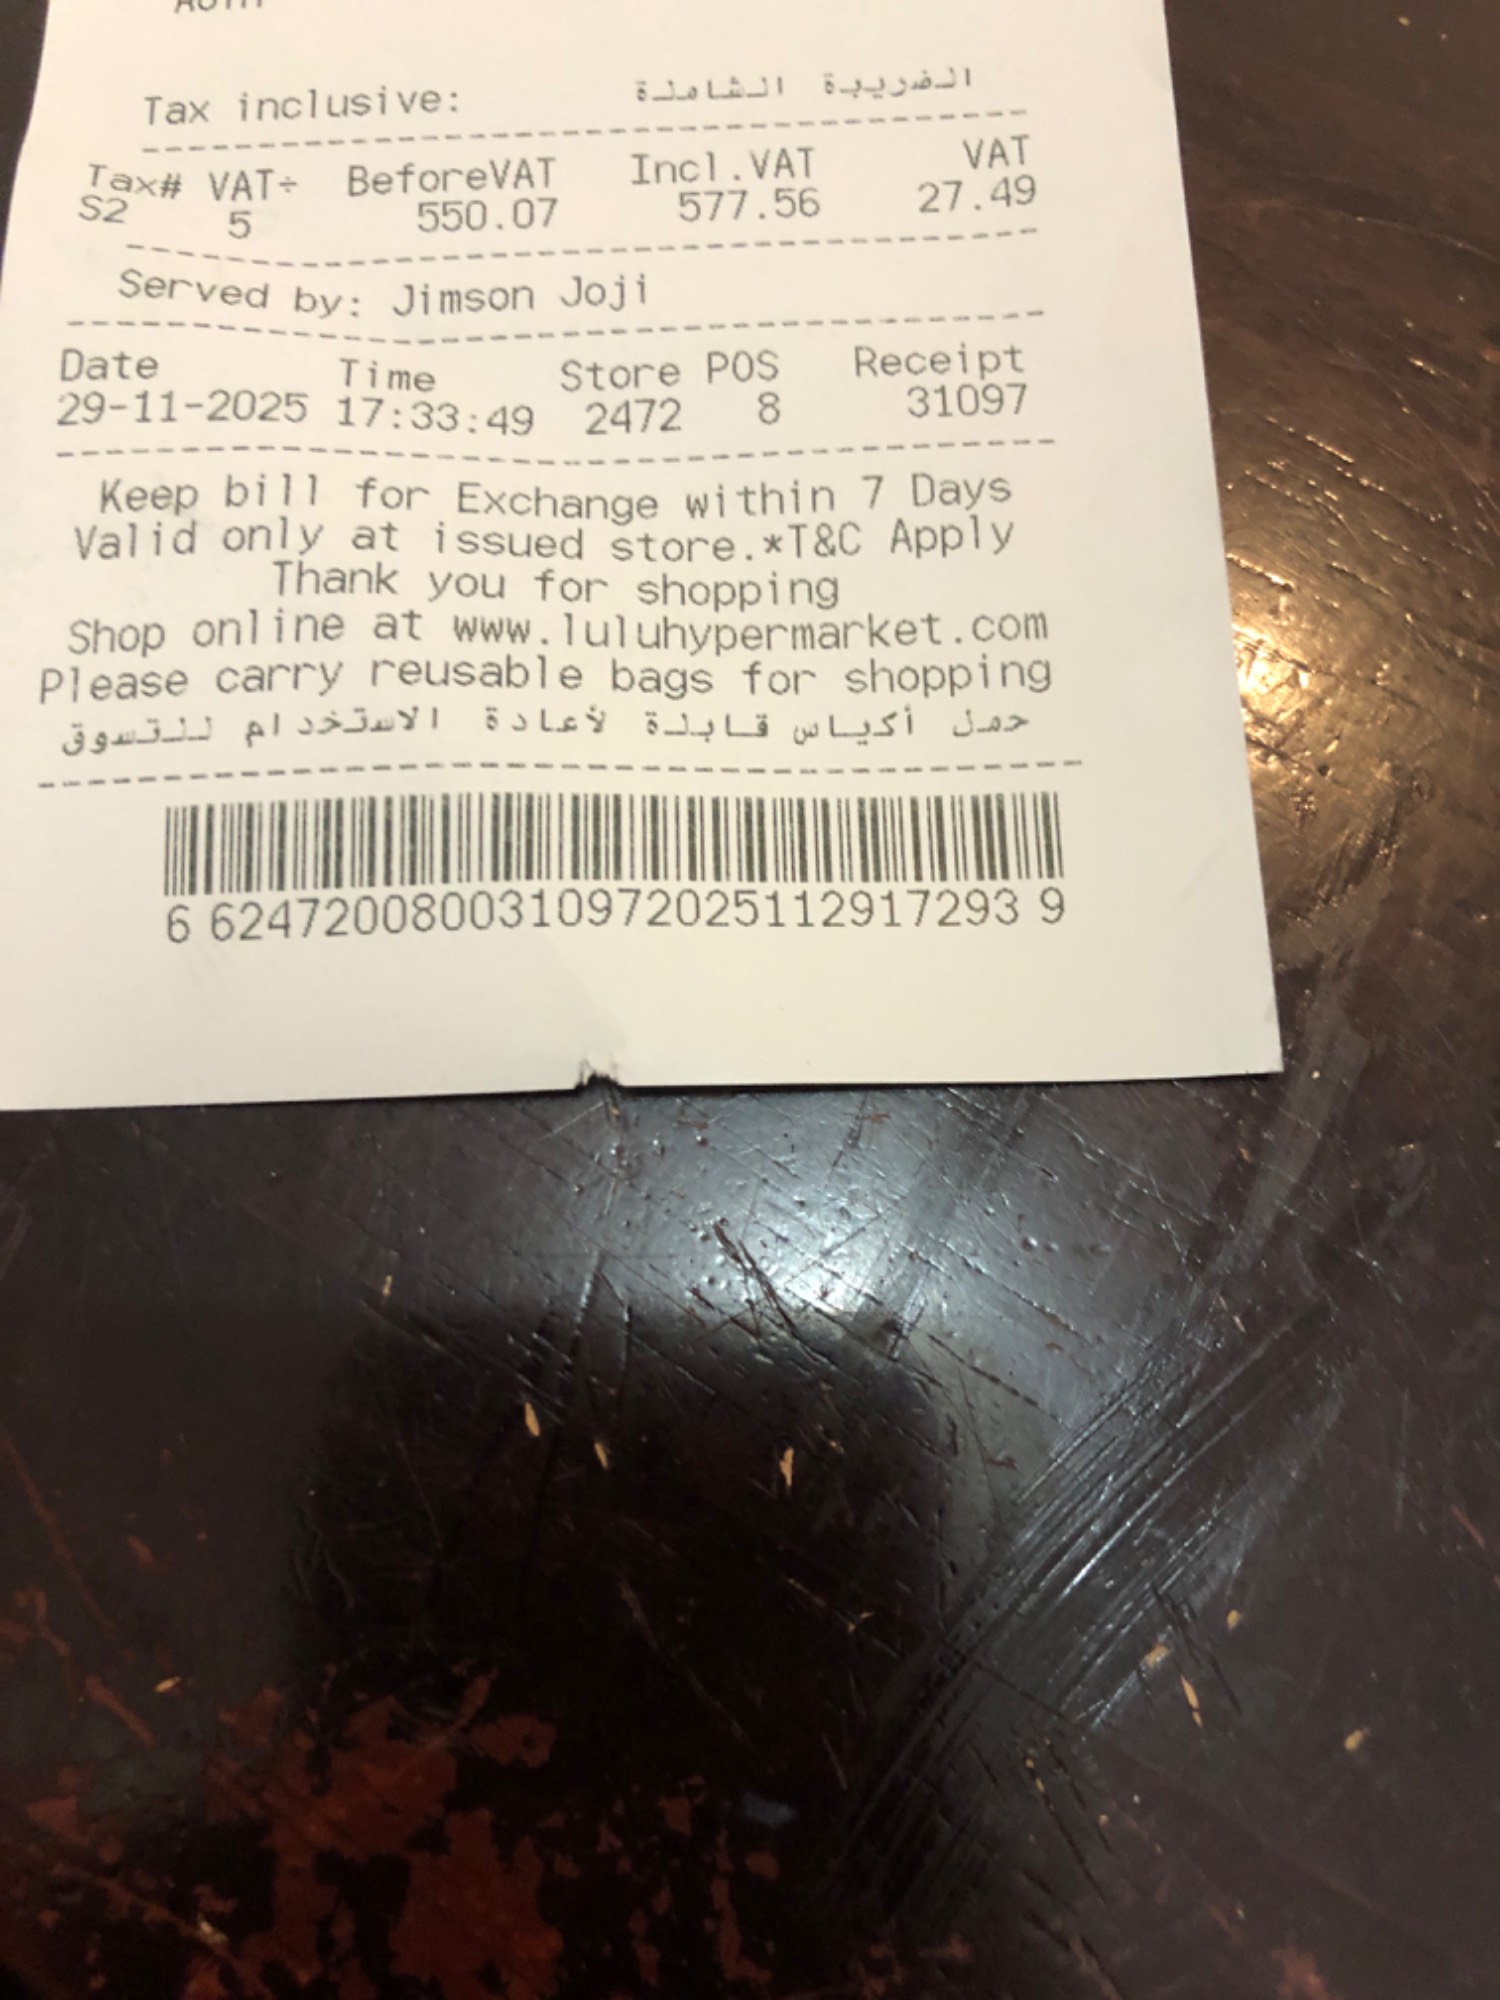 Tax inclusive: الضريبة الشاملة
Tax# VAT÷ BeforeVAT Incl.VAT VAT
S2 5 550.07 577.56 27.49
Served by: Jimson Joji
Date Time Store POS Receipt
29-11-2025 17:33:49 2472 8 31097
Keep bill for Exchange within 7 Days
Valid only at issued store.*T&C Apply
Thank you for shopping
Shop online at www.luluhypermarket.com
Please carry reusable bags for shopping
حمل أكياس قابلة لأعادة الاستخدام للتسوق
6 6247200800310972025112917293 9